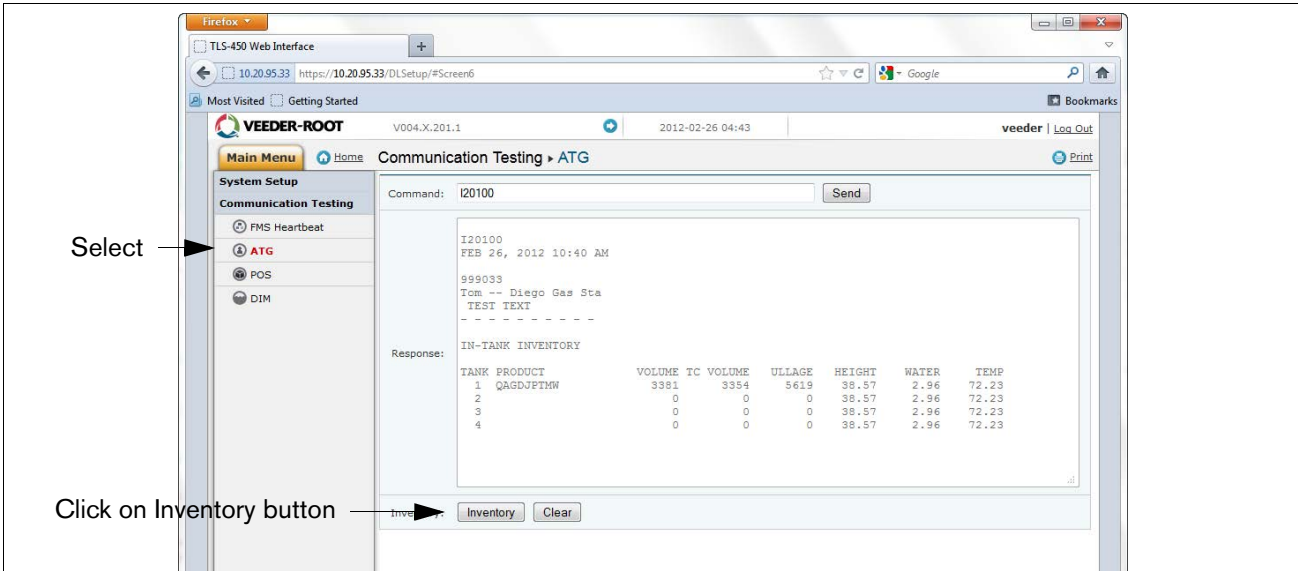 Firefox
TLS-450 Web Interface
10.20.95.33 https://10.20.95.33/DLSetup/#Screen6
Google
Most Visited Getting Started
Bookmarks
VEEDER-ROOT V004.X.201.1 2012-02-26 04:43 veeder | Log Out
Main Menu Home Communication Testing ▸ ATG Print
System Setup
Communication Testing
FMS Heartbeat
ATG
POS
DIM
Select
Command: I20100 Send
Response:
I20100
FEB 26, 2012 10:40 AM
999033
Tom -- Diego Gas Sta
TEST TEXT
- - - - - - - - - -
IN-TANK INVENTORY
TANK PRODUCT VOLUME TC VOLUME ULLAGE HEIGHT WATER TEMP
1 QAGDJPTMW 3381 3354 5619 38.57 2.96 72.23
2 0 0 0 38.57 2.96 72.23
3 0 0 0 38.57 2.96 72.23
4 0 0 0 38.57 2.96 72.23
Click on Inventory button
Inventory Clear